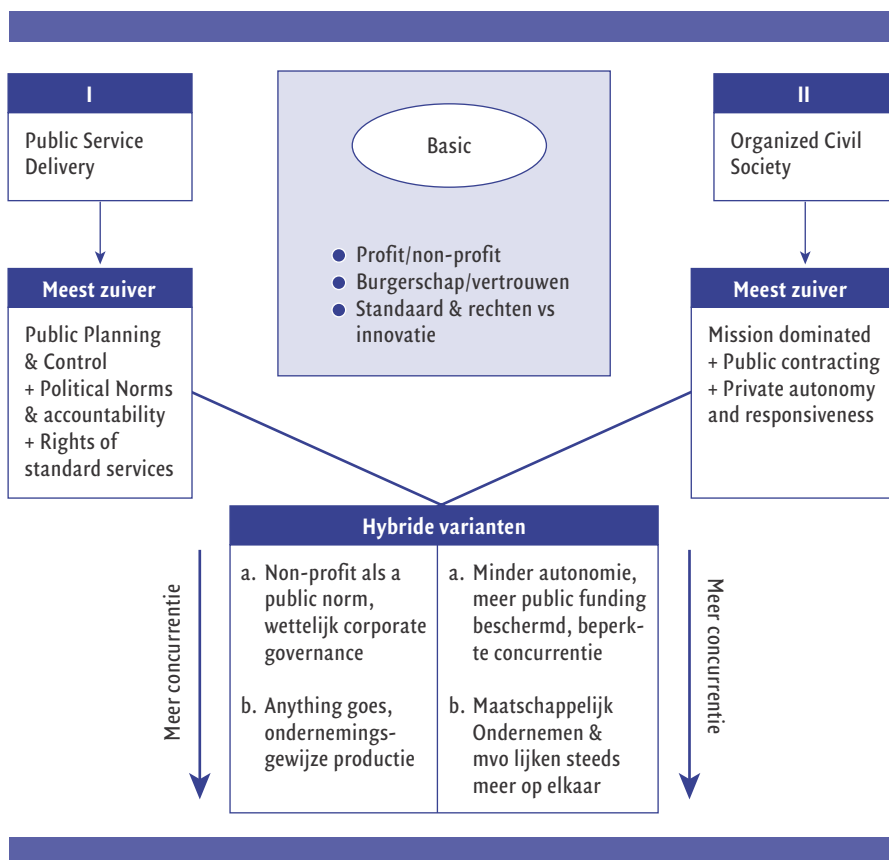 I
Public Service
Delivery
Basic
● Profit/non-profit
● Burgerschap/vertrouwen
● Standaard & rechten vs
innovatie
II
Organized Civil
Society
Meest zuiver
Public Planning
& Control
+ Political Norms
& accountability
+ Rights of
standard services
Meest zuiver
Mission dominated
+ Public contracting
+ Private autonomy
and responsiveness
Hybride varianten
Meer concurrentie
a. Non-profit als a
public norm,
wettelijk corporate
governance
b. Anything goes,
ondernemings-
gewijze productie
a. Minder autonomie,
meer public funding
beschermd, beperk-
te concurrentie
b. Maatschappelijk
Ondernemen &
mvo lijken steeds
meer op elkaar
Meer concurrentie